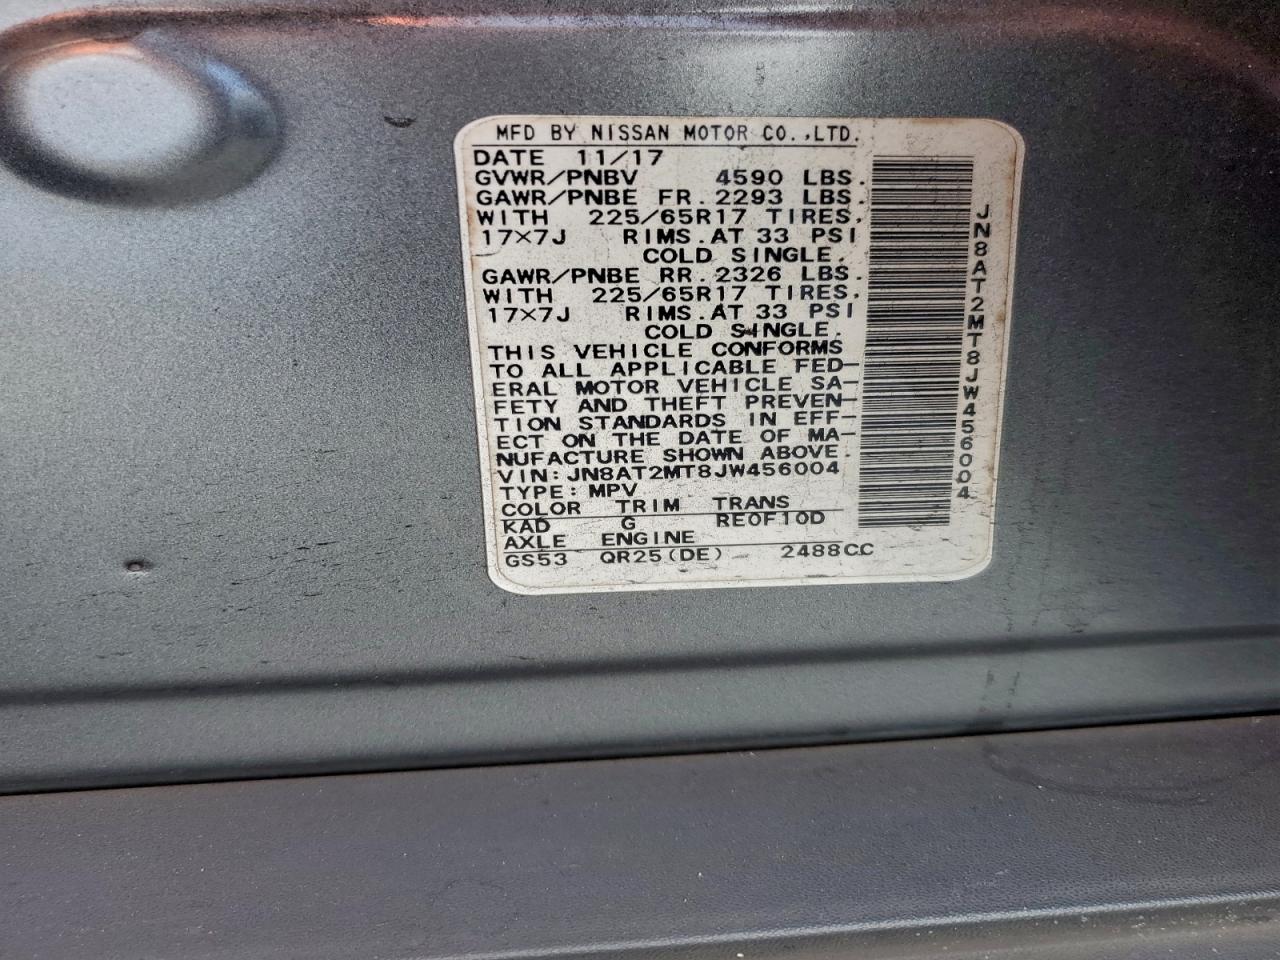 MFD BY NISSAN MOTOR CO.,LTD.
DATE 11/17
GVWR/PNBV 4590 LBS.
GAWR/PNBE FR.2293 LBS.
WITH 225/65R17 TIRES,
17×7J RIMS.AT 33 PSI
COLD SINGLE.
GAWR/PNBE RR.2326 LBS.
WITH 225/65R17 TIRES,
17×7J RIMS.AT 33 PSI
COLD SINGLE.
THIS VEHICLE CONFORMS
TO ALL APPLICABLE FED-
ERAL MOTOR VEHICLE SA-
FETY AND THEFT PREVEN-
TION STANDARDS IN EFF-
ECT ON THE DATE OF MA-
NUFACTURE SHOWN ABOVE.
VIN:JN8AT2MT8JW456004
TYPE:MPV
COLOR TRIM TRANS
KAD G RE0F10D
AXLE ENGINE
GS53 QR25(DE) 2488CC
JN8AT2MT8JW456004